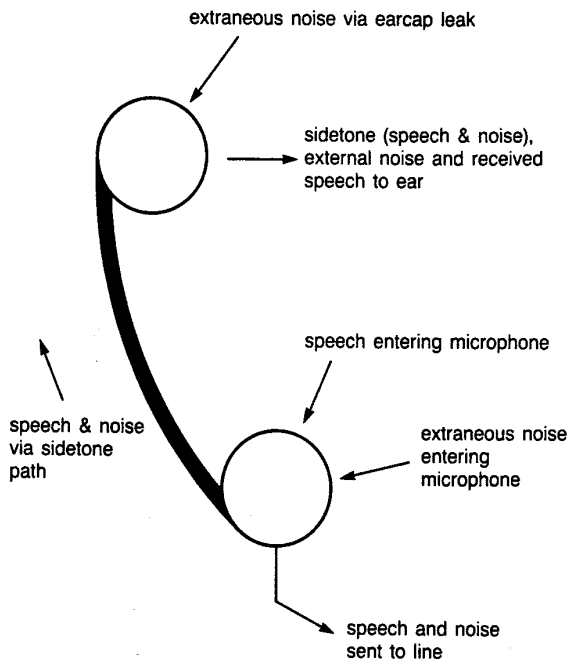 extraneous noise via earcap leak
sidetone (speech & noise),
external noise and received
speech to ear
speech entering microphone
speech & noise
via sidetone
path
extraneous noise
entering
microphone
speech and noise
sent to line